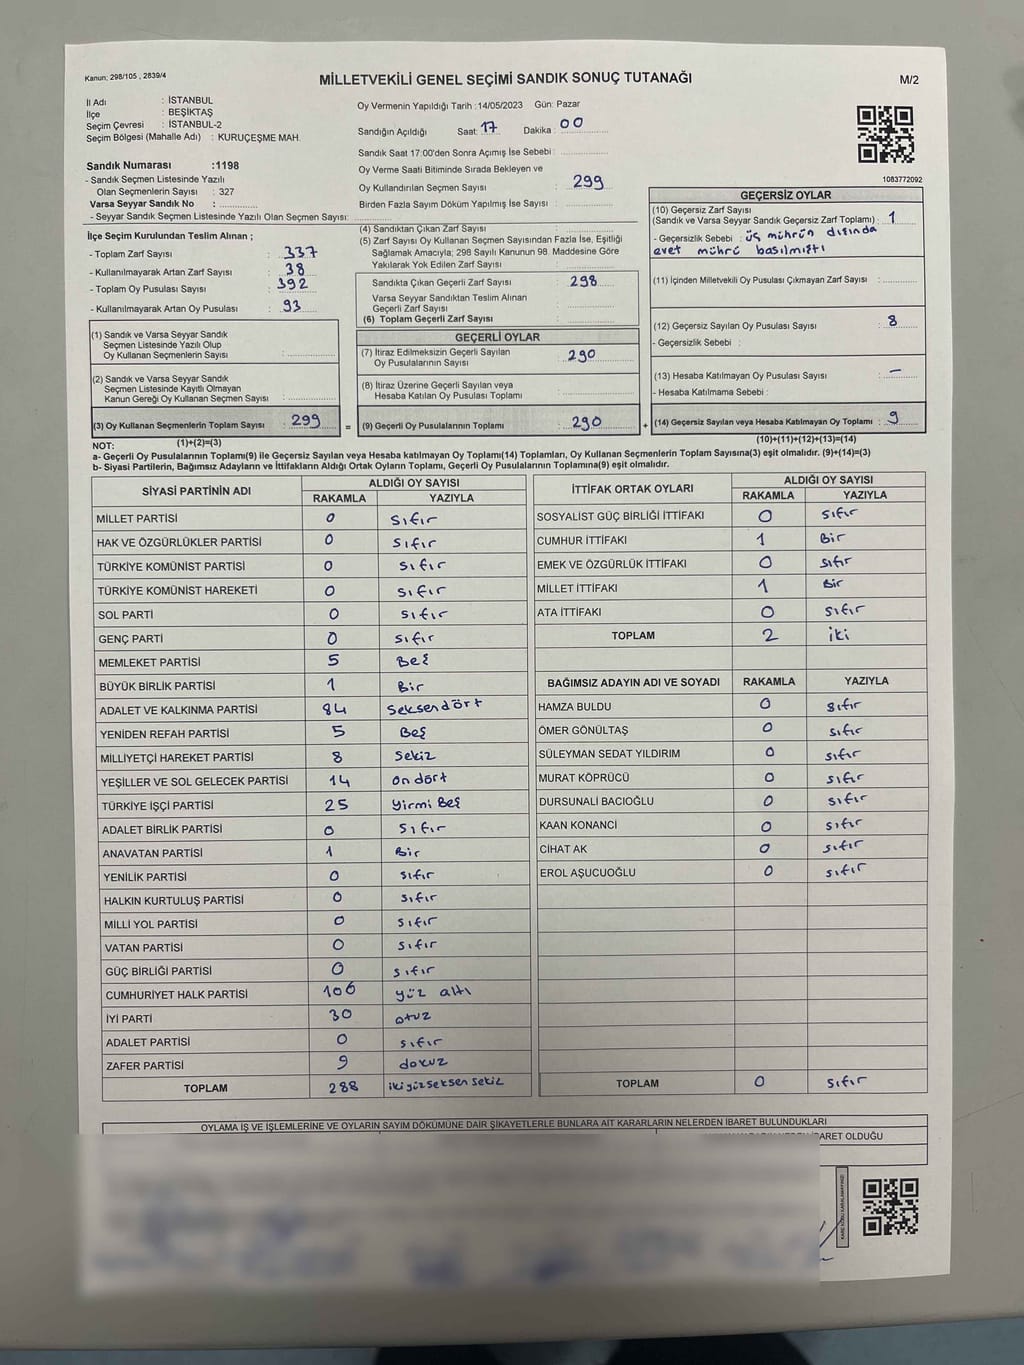 Kanun: 298/105 , 2839/4
MİLLETVEKİLİ GENEL SEÇİMİ SANDIK SONUÇ TUTANAĞI
M/2
İl Adı : İSTANBUL
İlçe : BEŞİKTAŞ
Seçim Çevresi : İSTANBUL-2
Seçim Bölgesi (Mahalle Adı) : KURUÇEŞME MAH.
Sandık Numarası :1198
- Sandık Seçmen Listesinde Yazılı
Olan Seçmenlerin Sayısı : 327
Varsa Seyyar Sandık No :
- Seyyar Sandık Seçmen Listesinde Yazılı Olan Seçmen Sayısı:
İlçe Seçim Kurulundan Teslim Alınan ;
- Toplam Zarf Sayısı : 337
- Kullanılmayarak Artan Zarf Sayısı : 38
- Toplam Oy Pusulası Sayısı : 392
- Kullanılmayarak Artan Oy Pusulası : 93
(1) Sandık ve Varsa Seyyar Sandık
Seçmen Listesinde Yazılı Olup
Oy Kullanan Seçmenlerin Sayısı :
(2) Sandık ve Varsa Seyyar Sandık
Seçmen Listesinde Kayıtlı Olmayan
Kanun Gereği Oy Kullanan Seçmen Sayısı :
(3) Oy Kullanan Seçmenlerin Toplam Sayısı : 299
Oy Vermenin Yapıldığı Tarih :14/05/2023 Gün: Pazar
Sandığın Açıldığı Saat: 17 Dakika : 00
Sandık Saat 17:00'den Sonra Açımış İse Sebebi :
Oy Verme Saati Bitiminde Sırada Bekleyen ve
Oy Kullandırılan Seçmen Sayısı : 299
Birden Fazla Sayım Döküm Yapılmış İse Sayısı :
(4) Sandıktan Çıkan Zarf Sayısı :
(5) Zarf Sayısı Oy Kullanan Seçmen Sayısından Fazla İse, Eşitliği
Sağlamak Amacıyla; 298 Sayılı Kanunun 98. Maddesine Göre
Yakılarak Yok Edilen Zarf Sayısı :
Sandıkta Çıkan Geçerli Zarf Sayısı : 298
Varsa Seyyar Sandıktan Teslim Alınan
Geçerli Zarf Sayısı :
(6) Toplam Geçerli Zarf Sayısı :
GEÇERLİ OYLAR
(7) İtiraz Edilmeksizin Geçerli Sayılan
Oy Pusulalarının Sayısı : 290
(8) İtiraz Üzerine Geçerli Sayılan veya
Hesaba Katılan Oy Pusulası Toplamı :
= (9) Geçerli Oy Pusulalarının Toplamı : 290
1083772092
GEÇERSİZ OYLAR
(10) Geçersiz Zarf Sayısı
(Sandık ve Varsa Seyyar Sandık Geçersiz Zarf Toplamı) : 1
- Geçersizlik Sebebi : üç mührün dışında
evet mührü basılmıştı
(11) İçinden Milletvekili Oy Pusulası Çıkmayan Zarf Sayısı :
(12) Geçersiz Sayılan Oy Pusulası Sayısı : 8
- Geçersizlik Sebebi :
(13) Hesaba Katılmayan Oy Pusulası Sayısı : –
- Hesaba Katılmama Sebebi :
+ (14) Geçersiz Sayılan veya Hesaba Katılmayan Oy Toplamı : 9
NOT: (1)+(2)=(3)
(10)+(11)+(12)+(13)=(14)
a- Geçerli Oy Pusulalarının Toplamı(9) ile Geçersiz Sayılan veya Hesaba katılmayan Oy Toplamı(14) Toplamları, Oy Kullanan Seçmenlerin Toplam Sayısına(3) eşit olmalıdır. (9)+(14)=(3)
b- Siyasi Partilerin, Bağımsız Adayların ve İttifakların Aldığı Ortak Oyların Toplamı, Geçerli Oy Pusulalarının Toplamına(9) eşit olmalıdır.
SİYASİ PARTİNİN ADI ALDIĞI OY SAYISI
RAKAMLA YAZIYLA
MİLLET PARTİSİ 0 sıfır
HAK VE ÖZGÜRLÜKLER PARTİSİ 0 sıfır
TÜRKİYE KOMÜNİST PARTİSİ 0 sıfır
TÜRKİYE KOMÜNİST HAREKETİ 0 sıfır
SOL PARTİ 0 sıfır
GENÇ PARTİ 0 sıfır
MEMLEKET PARTİSİ 5 Beş
BÜYÜK BİRLİK PARTİSİ 1 Bir
ADALET VE KALKINMA PARTİSİ 84 Seksendört
YENİDEN REFAH PARTİSİ 5 Beş
MİLLİYETÇİ HAREKET PARTİSİ 8 Sekiz
YEŞİLLER VE SOL GELECEK PARTİSİ 14 on dört
TÜRKİYE İŞÇİ PARTİSİ 25 yirmi Beş
ADALET BİRLİK PARTİSİ 0 sıfır
ANAVATAN PARTİSİ 1 Bir
YENİLİK PARTİSİ 0 sıfır
HALKIN KURTULUŞ PARTİSİ 0 sıfır
MİLLİ YOL PARTİSİ 0 sıfır
VATAN PARTİSİ 0 sıfır
GÜÇ BİRLİĞİ PARTİSİ 0 sıfır
CUMHURİYET HALK PARTİSİ 106 yüz altı
İYİ PARTİ 30 otuz
ADALET PARTİSİ 0 sıfır
ZAFER PARTİSİ 9 dokuz
TOPLAM 288 ikiyüzseksen sekiz
İTTİFAK ORTAK OYLARI ALDIĞI OY SAYISI
RAKAMLA YAZIYLA
SOSYALİST GÜÇ BİRLİĞİ İTTİFAKI 0 sıfır
CUMHUR İTTİFAKI 1 Bir
EMEK VE ÖZGÜRLÜK İTTİFAKI 0 sıfır
MİLLET İTTİFAKI 1 Bir
ATA İTTİFAKI 0 sıfır
TOPLAM 2 iki
BAĞIMSIZ ADAYIN ADI VE SOYADI RAKAMLA YAZIYLA
HAMZA BULDU 0 sıfır
ÖMER GÖNÜLTAŞ 0 sıfır
SÜLEYMAN SEDAT YILDIRIM 0 sıfır
MURAT KÖPRÜCÜ 0 sıfır
DURSUNALİ BACIOĞLU 0 sıfır
KAAN KONANCİ 0 sıfır
CİHAT AK 0 sıfır
EROL AŞUCUOĞLU 0 sıfır
TOPLAM 0 sıfır
OYLAMA İŞ VE İŞLEMLERİNE VE OYLARIN SAYIM DÖKÜMÜNE DAİR ŞİKAYETLERLE BUNLARA AİT KARARLARIN NELERDEN İBARET BULUNDUKLARI
BARET OLDUĞU